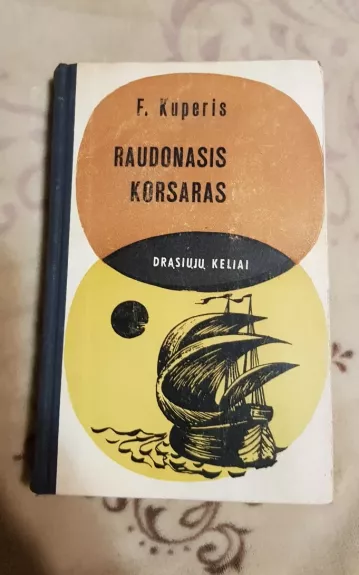 F. Kuperis
RAUDONASIS
KORSARAS
DRĄSIŲJŲ KELIAI